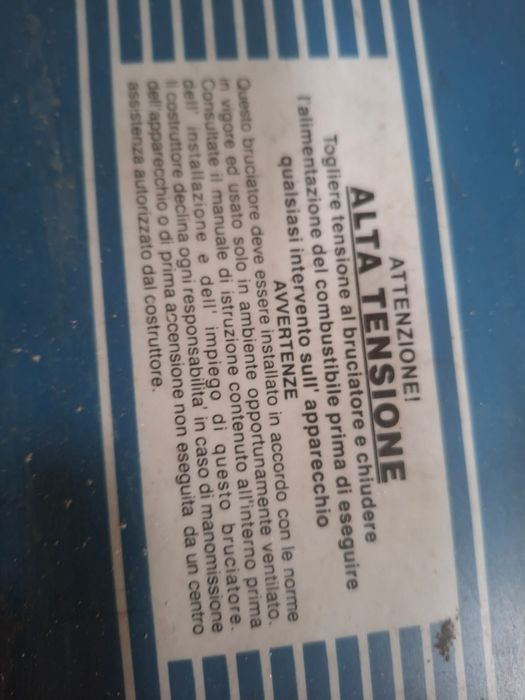 ATTENZIONE!
ALTA TENSIONE
Togliere tensione al bruciatore e chiudere
l'alimentazione del combustibile prima di eseguire
qualsiasi intervento sull' apparecchio
AVVERTENZE
Questo bruciatore deve essere installato in accordo con le norme
in vigore ed usato solo in ambiente opportunamente ventilato.
Consultate il manuale di istruzione contenuto all'interno prima
dell' installazione e dell' impiego di questo bruciatore.
Il costruttore declina ogni responsabilita' in caso di manomissione
dell'apparecchio o di prima accensione non eseguita da un centro
assistenza autorizzato dal costruttore.